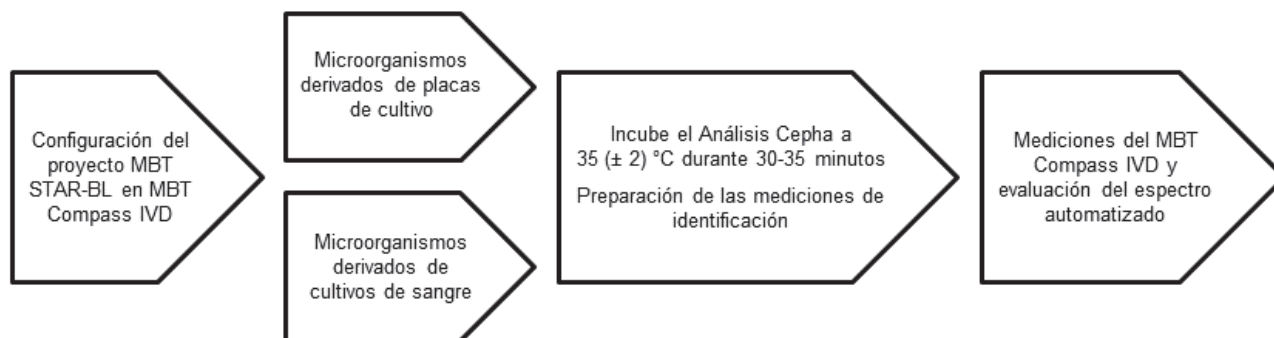 Configuración del
proyecto MBT
STAR-BL en MBT
Compass IVD
Microorganismos
derivados de placas
de cultivo
Microorganismos
derivados de
cultivos de sangre
Incube el Análisis Cepha a
35 (± 2) °C durante 30-35 minutos
Preparación de las mediciones de
identificación
Mediciones del MBT
Compass IVD y
evaluación del espectro
automatizado